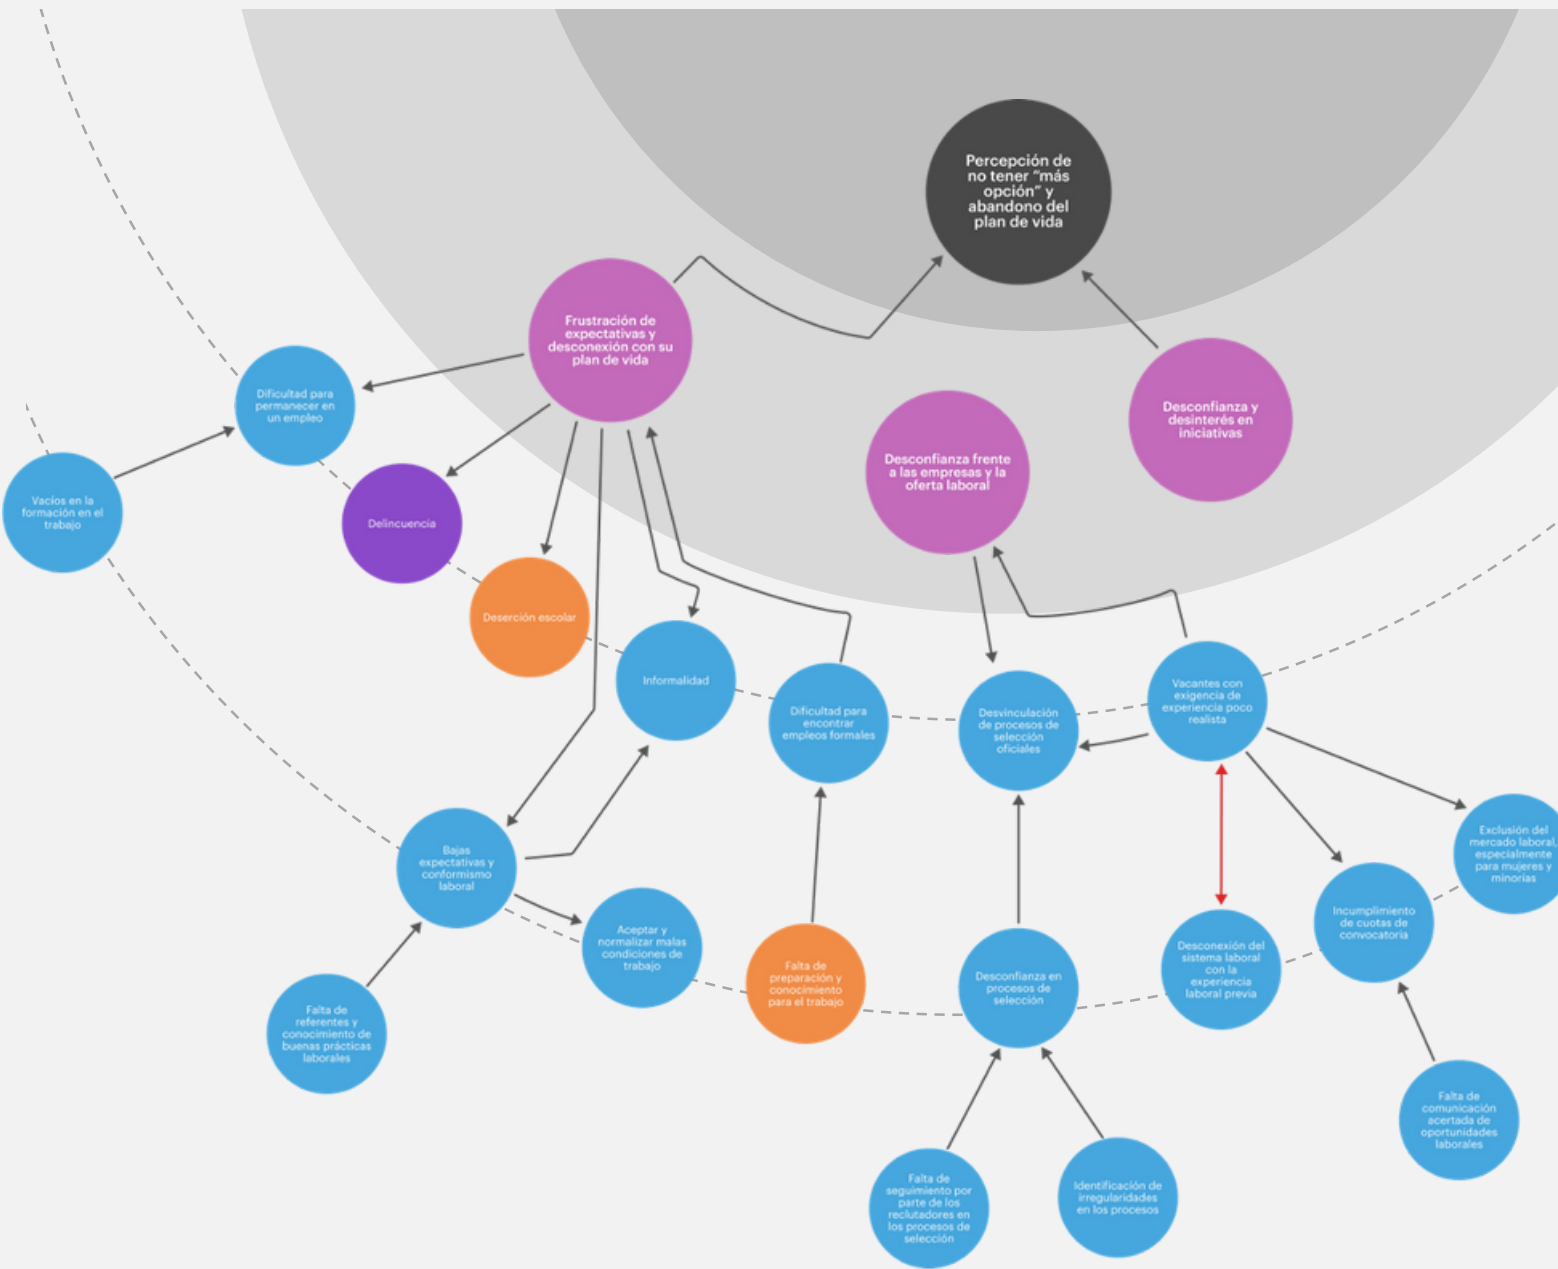 Percepción de
no tener “más
opción” y
abandono del
plan de vida
Frustración de
expectativas y
desconexión con su
plan de vida
Desconfianza y
desinterés en
iniciativas
Desconfianza frente
a las empresas y la
oferta laboral
Dificultad para
permanecer en
un empleo
Vacíos en la
formación en el
trabajo
Delincuencia
Deserción escolar
Informalidad
Dificultad para
encontrar
empleos formales
Desvinculación
de procesos de
selección
oficiales
Vacantes con
exigencia de
experiencia poco
realista
Bajas
expectativas y
conformismo
laboral
Aceptar y
normalizar malas
condiciones de
trabajo
Falta de
preparación y
conocimiento
para el trabajo
Desconfianza en
procesos de
selección
Desconexión del
sistema laboral
con la
experiencia
laboral previa
Incumplimiento
de cuotas de
convocatoria
Exclusión del
mercado laboral,
especialmente
para mujeres y
minorías
Falta de
referentes y
conocimiento de
buenas prácticas
laborales
Falta de
seguimiento por
parte de los
reclutadores en
los procesos de
selección
Identificación de
irregularidades
en los procesos
Falta de
comunicación
acertada de
oportunidades
laborales